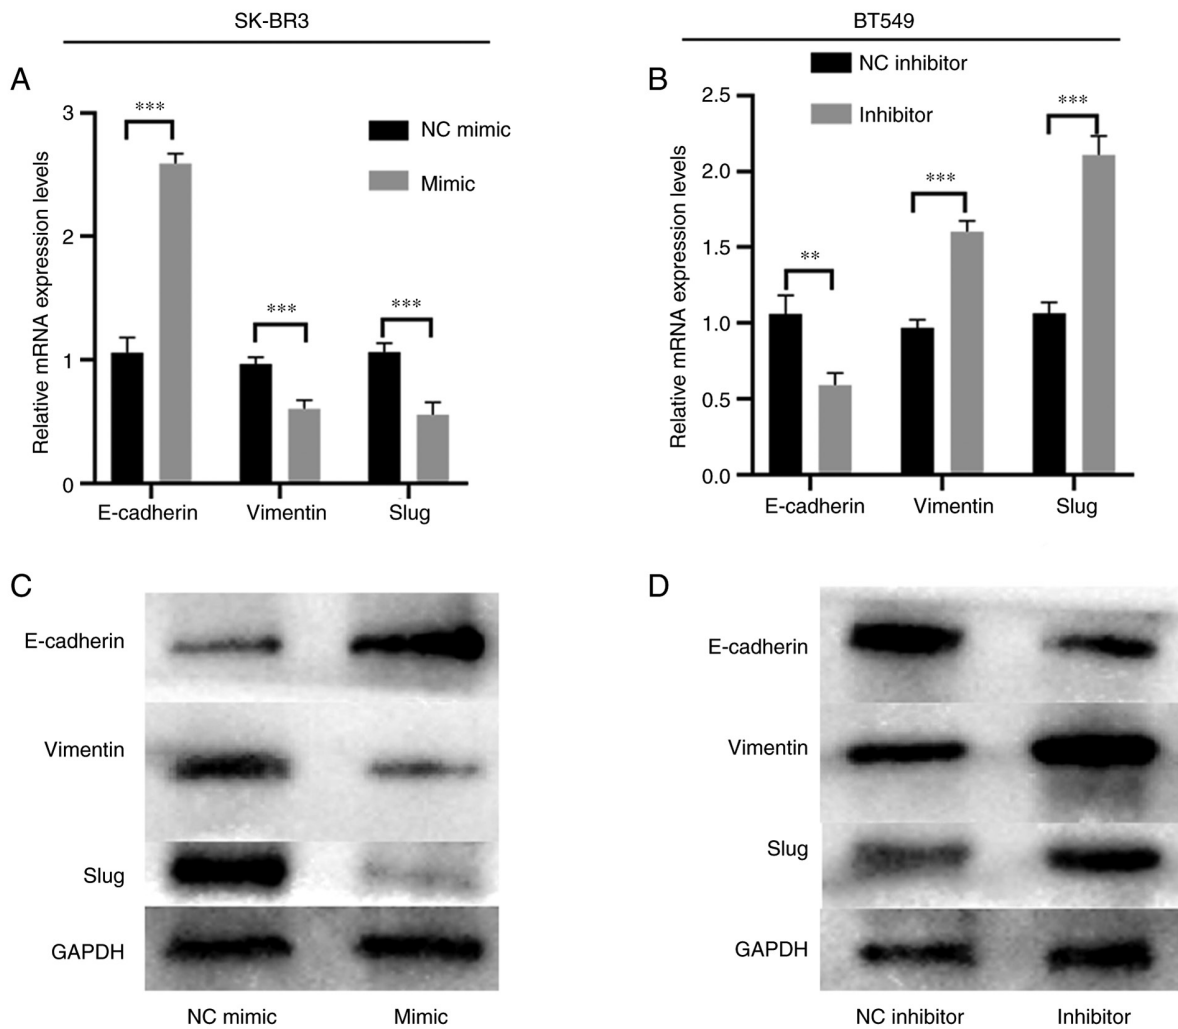 SK-BR3
BT549
A
***
***
***
NC mimic
Mimic
3
2
1
0
Relative mRNA expression levels
E-cadherin Vimentin Slug
B
NC inhibitor
Inhibitor
**
***
***
2.5
2.0
1.5
1.0
0.5
0.0
Relative mRNA expression levels
E-cadherin Vimentin Slug
C
E-cadherin
Vimentin
Slug
GAPDH
NC mimic Mimic
D
E-cadherin
Vimentin
Slug
GAPDH
NC inhibitor Inhibitor